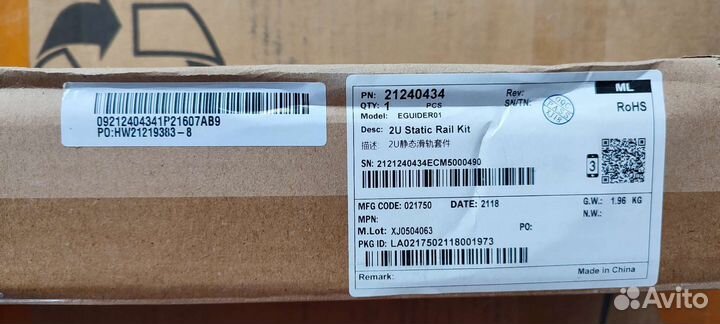 09212404341P21607AB9
PO:HW21219383-8
PN: 21240434
Rev:
ML
QTY: 1 PCS
SN/TN:
RoHS
Model: EGUIDER01
Desc: 2U Static Rail Kit
描述: 2U静态滑轨套件
SN: 2121240434ECM5000490
3
MFG CODE: 021750 DATE: 2118
G.W.: 1.96 KG
MPN:
N.W.:
M.Lot: XJ0504063 PO:
PKG ID: LA0217502118001973
Remark: Made in China
Avito